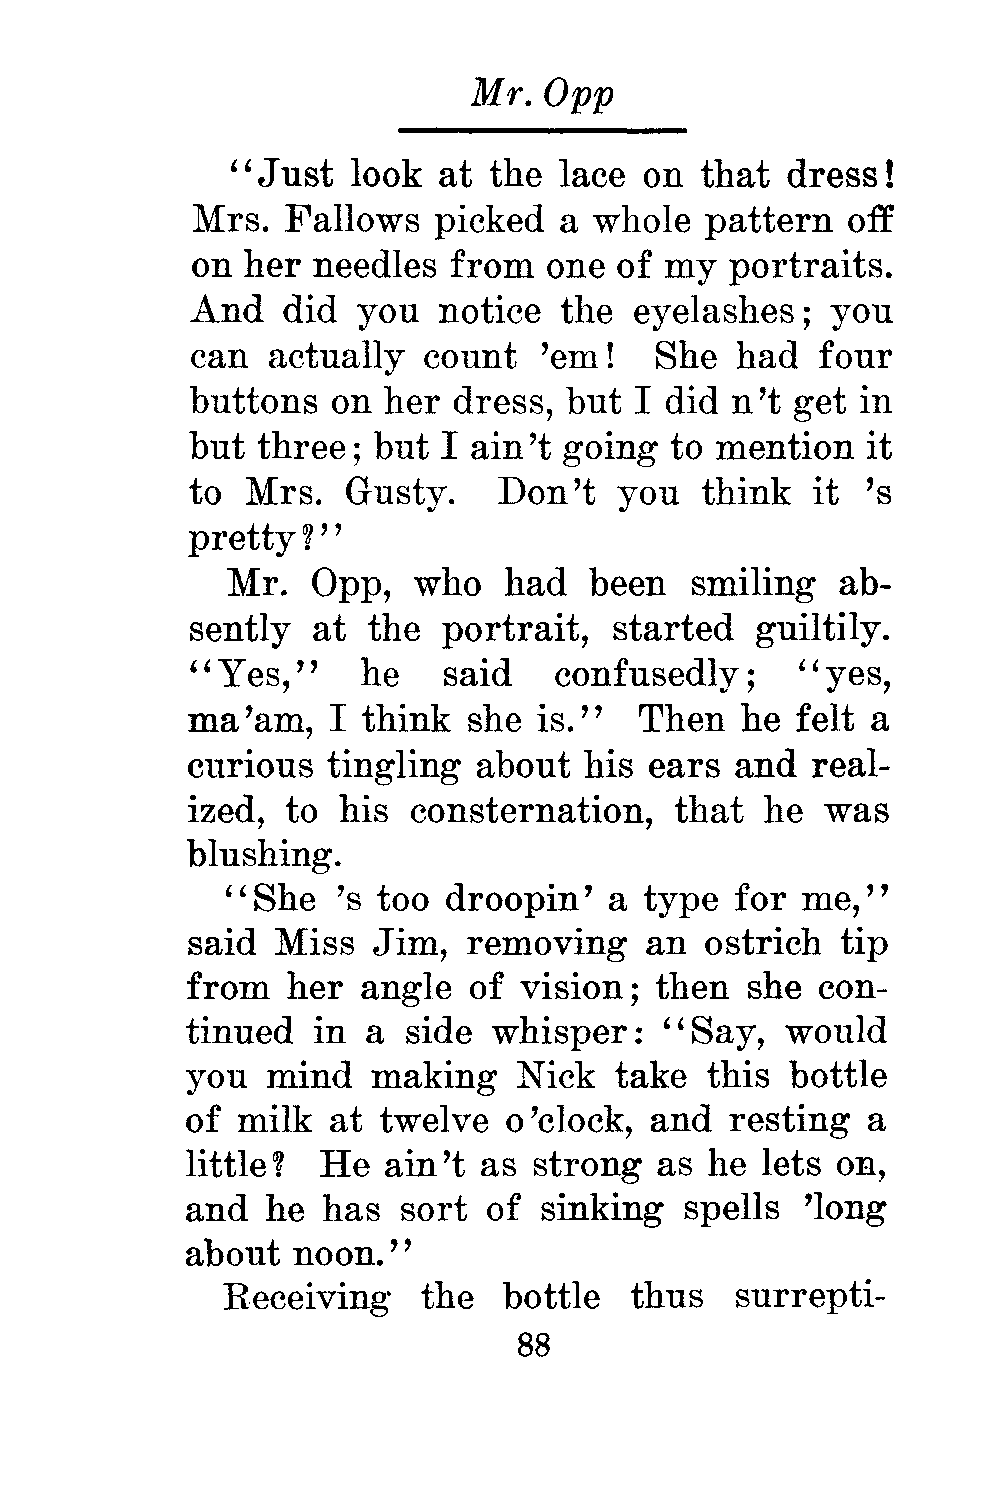 Mr. Opp
“Just look at the lace on that dress!
Mrs. Fallows picked a whole pattern off
on her needles from one of my portraits.
And did you notice the eyelashes; you
can actually count ’em! She had four
buttons on her dress, but I did n’t get in
but three; but I ain’t going to mention it
to Mrs. Gusty. Don’t you think it ’s
pretty?”
Mr. Opp, who had been smiling ab-
sently at the portrait, started guiltily.
“Yes,” he said confusedly; “yes,
ma’am, I think she is.” Then he felt a
curious tingling about his ears and real-
ized, to his consternation, that he was
blushing.
“She ’s too droopin’ a type for me,”
said Miss Jim, removing an ostrich tip
from her angle of vision; then she con-
tinued in a side whisper: “Say, would
you mind making Nick take this bottle
of milk at twelve o’clock, and resting a
little? He ain’t as strong as he lets on,
and he has sort of sinking spells ’long
about noon.”
Receiving the bottle thus surrepti-
88